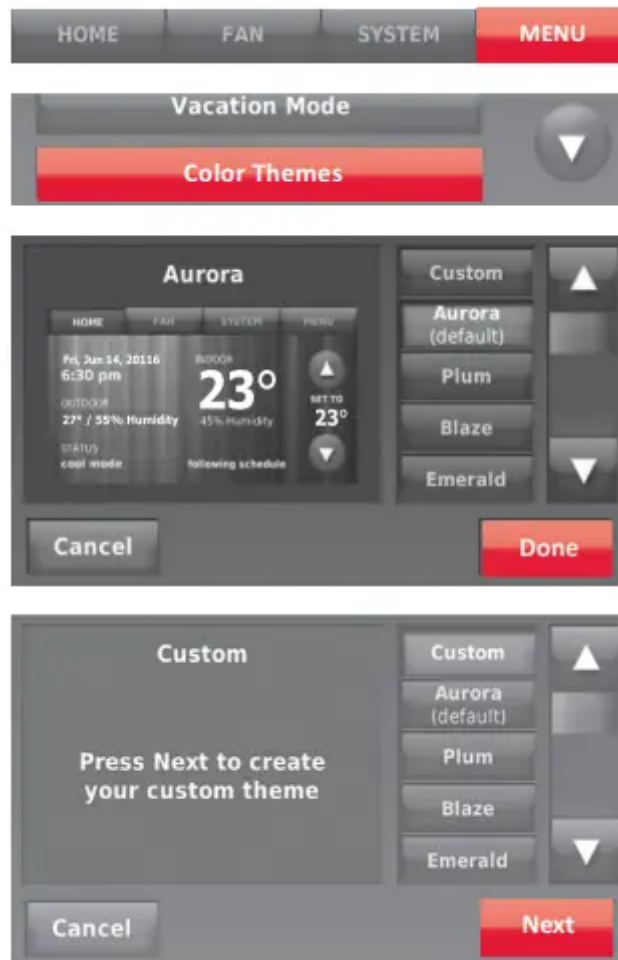 HOME FAN SYSTEM MENU
Vacation Mode
Color Themes
Aurora
HOME FAN SYSTEM MENU
Fri, Jun 14, 20116
6:30 pm
INDOOR
23°
OUTDOOR
27° / 55% Humidity
45% Humidity
SET TO
23°
STATUS
cool mode
following schedule
Custom
Aurora
(default)
Plum
Blaze
Emerald
Cancel
Done
Custom
Press Next to create
your custom theme
Custom
Aurora
(default)
Plum
Blaze
Emerald
Cancel
Next